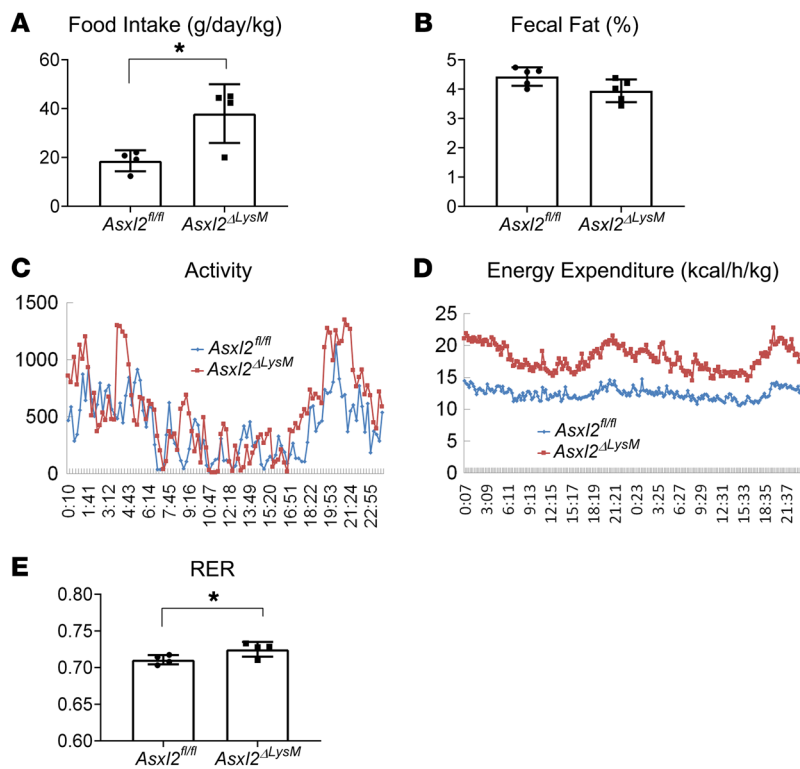 A
Food Intake (g/day/kg)
*
60
40
20
0
Asxl2fl/fl
Asxl2ΔLysM
B
Fecal Fat (%)
5
4
3
2
1
0
Asxl2fl/fl
Asxl2ΔLysM
C
Activity
1500
1000
500
0
Asxl2fl/fl
Asxl2ΔLysM
0:10
1:41
3:12
4:43
6:14
7:45
9:16
10:47
12:18
13:49
15:20
16:51
18:22
19:53
21:24
22:55
D
Energy Expenditure (kcal/h/kg)
25
20
15
10
5
0
Asxl2fl/fl
Asxl2ΔLysM
0:07
3:09
6:11
9:13
12:15
15:17
18:19
21:21
0:23
3:25
6:27
9:29
12:31
15:33
18:35
21:37
E
RER
*
0.80
0.75
0.70
0.65
0.60
Asxl2fl/fl
Asxl2ΔLysM